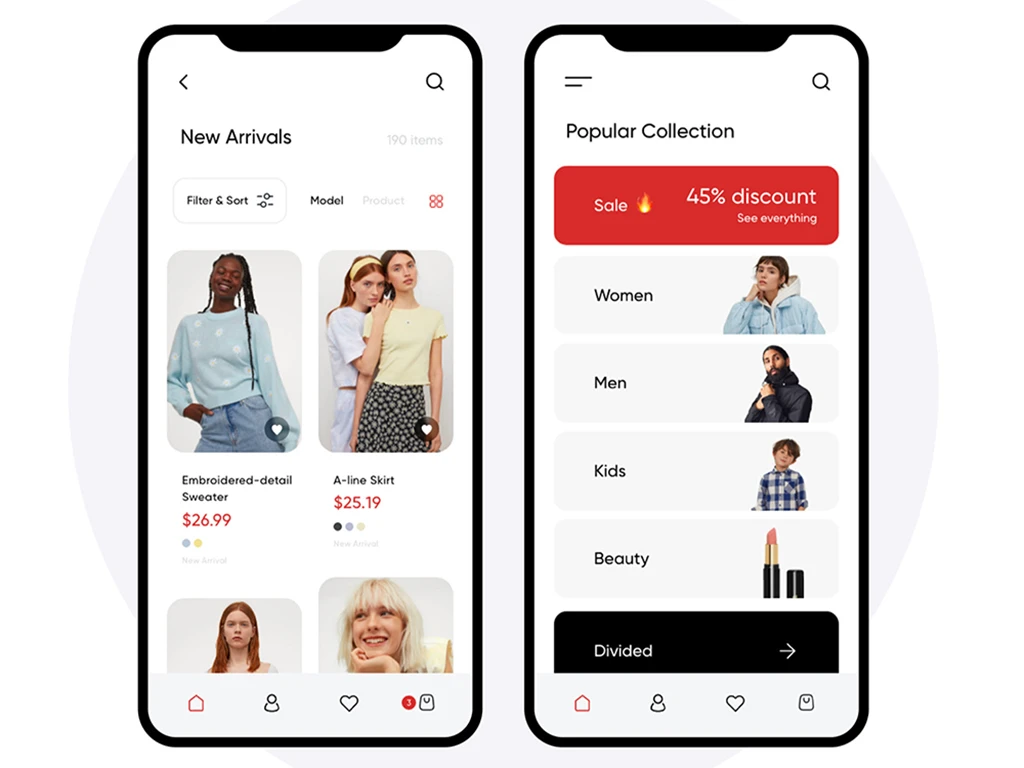 New Arrivals
190 items
Filter & Sort
Model
Product
Embroidered-detail
Sweater
$26.99
New Arrival
A-line Skirt
$25.19
New Arrival
3
Popular Collection
Sale
45% discount
See everything
Women
Men
Kids
Beauty
Divided